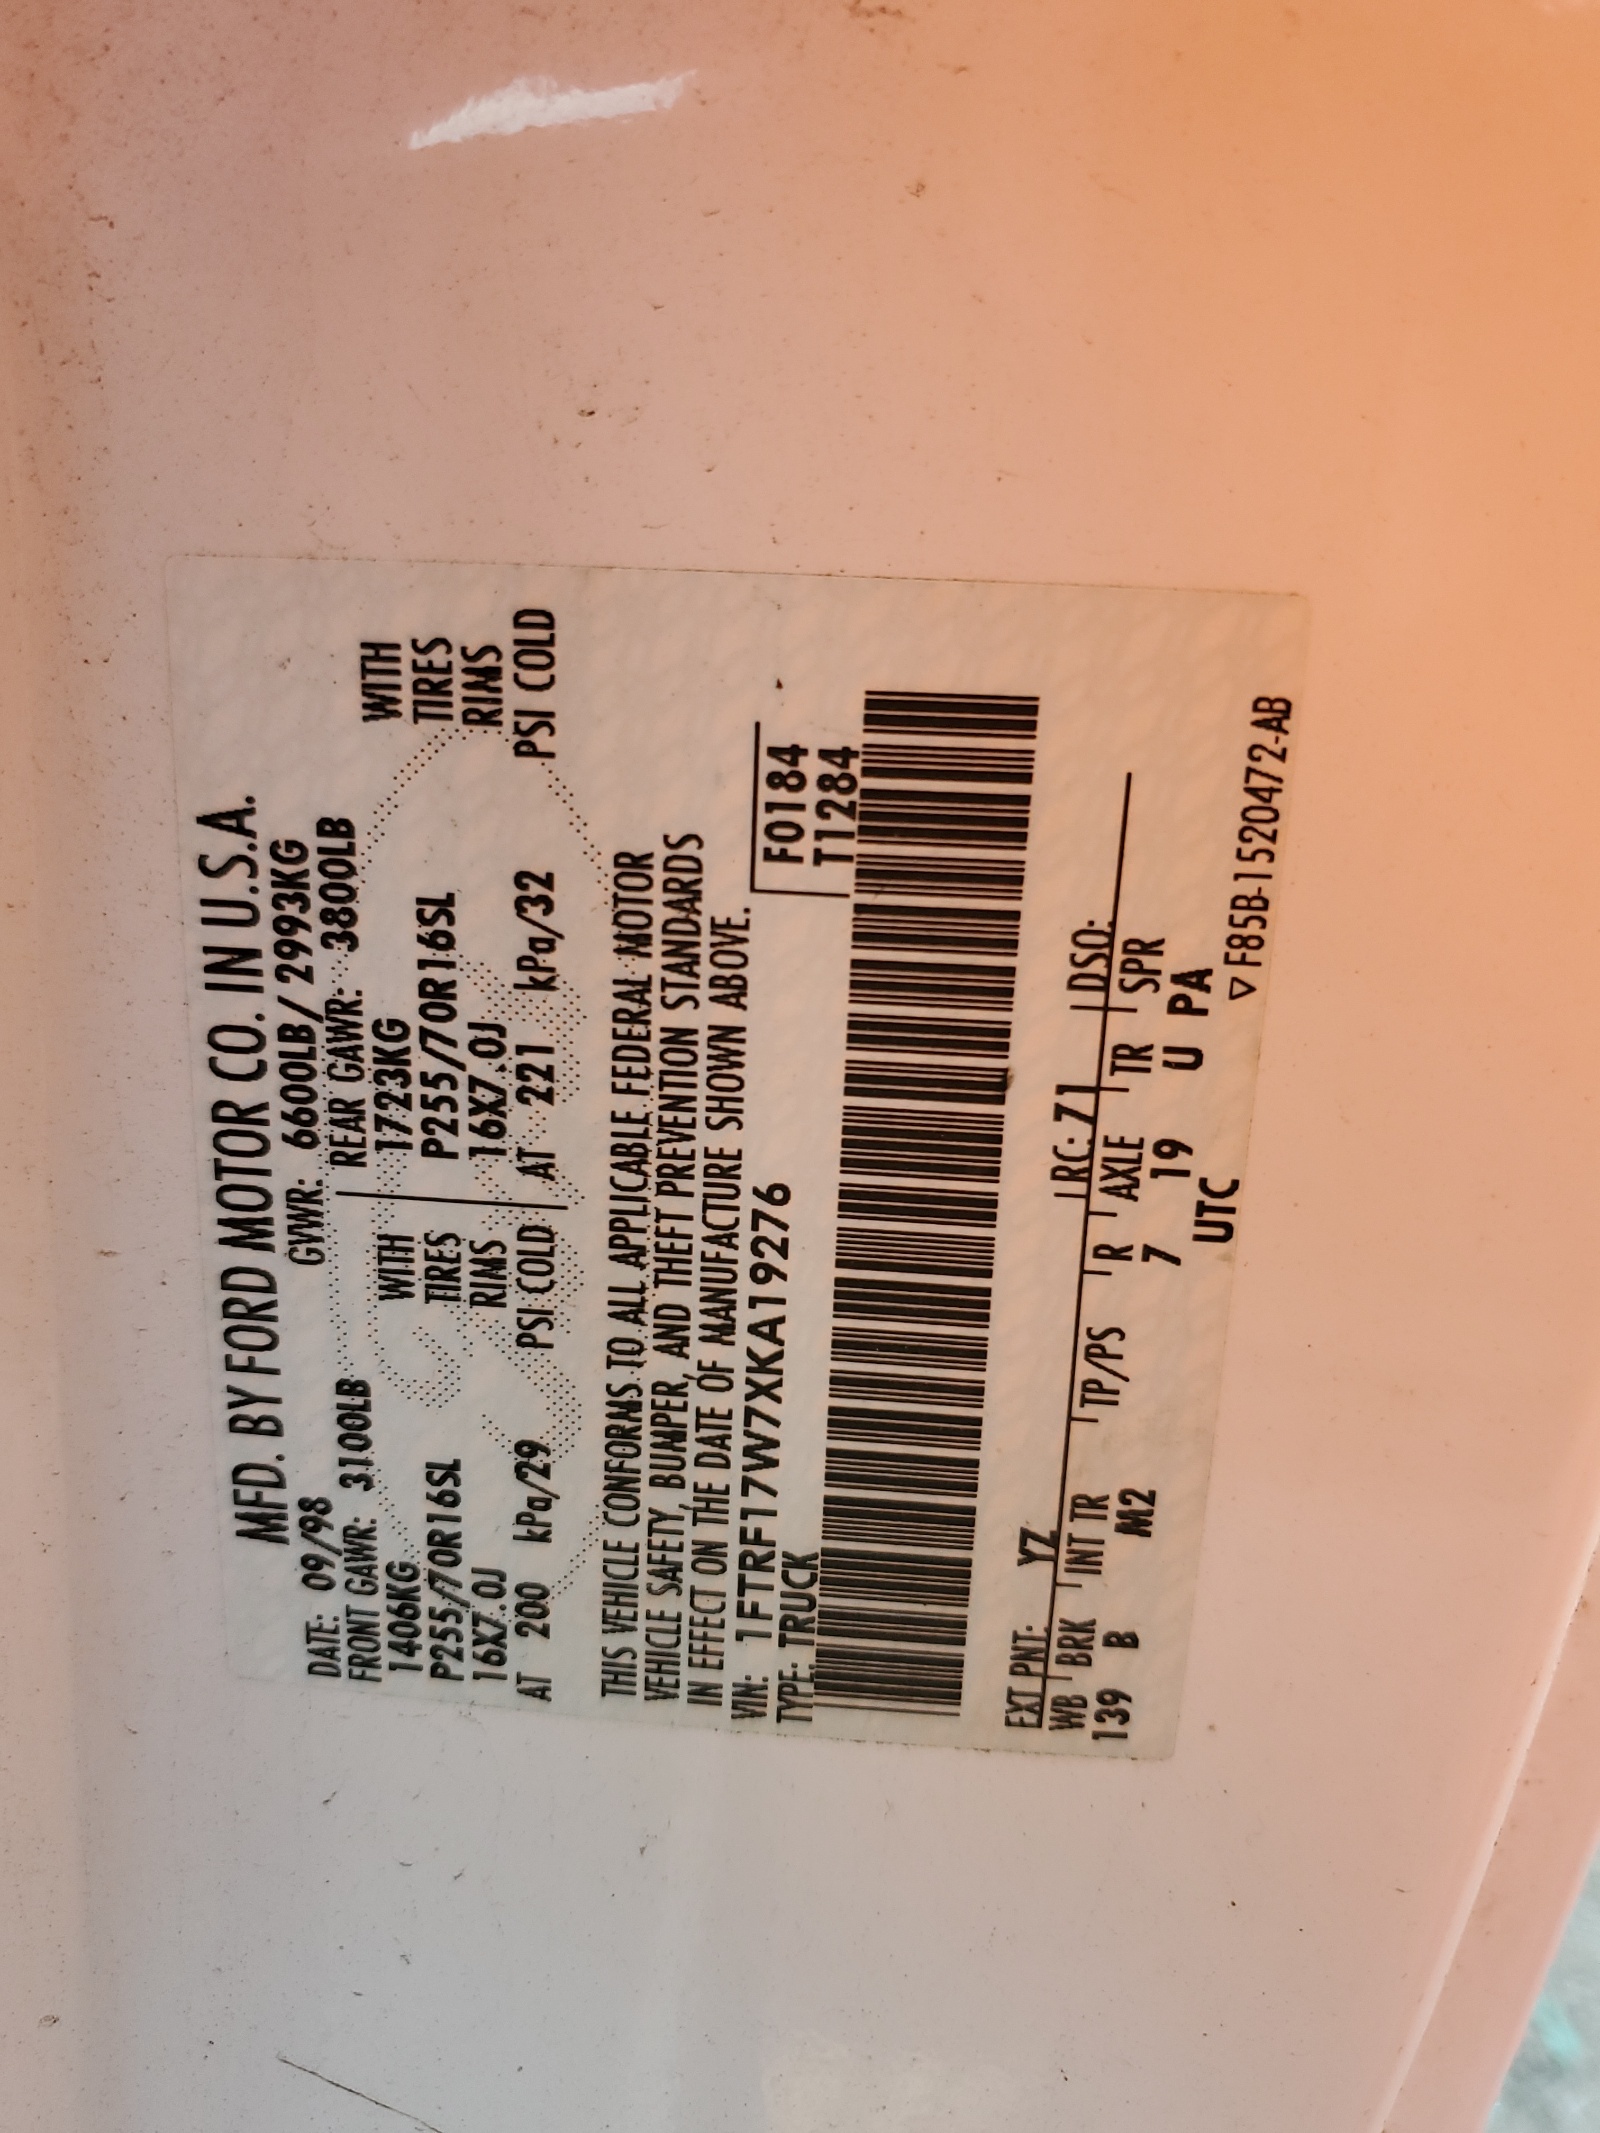 MFD. BY FORD MOTOR CO. IN U.S.A.
DATE: 09/98 GVWR: 6600LB/ 2993KG
FRONT GAWR: 3100LB REAR GAWR: 3800LB
1406KG WITH 1723KG WITH
P255/70R16SL TIRES P255/70R16SL TIRES
16X7.0J RIMS 16X7.0J RIMS
AT 200 kPa/29 PSI COLD AT 221 kPa/32 PSI COLD
THIS VEHICLE CONFORMS TO ALL APPLICABLE FEDERAL MOTOR
VEHICLE SAFETY, BUMPER, AND THEFT PREVENTION STANDARDS
IN EFFECT ON THE DATE OF MANUFACTURE SHOWN ABOVE.
VIN: 1FTRF17W7XKA19276 F0184
TYPE: TRUCK T1284
EXT PNT: YZ RC: 71 DSO:
WB BRK INT TR TP/PS R AXLE TR SPR
139 B M2 7 19 U PA
UTC
▽ F85B-1520472-AB